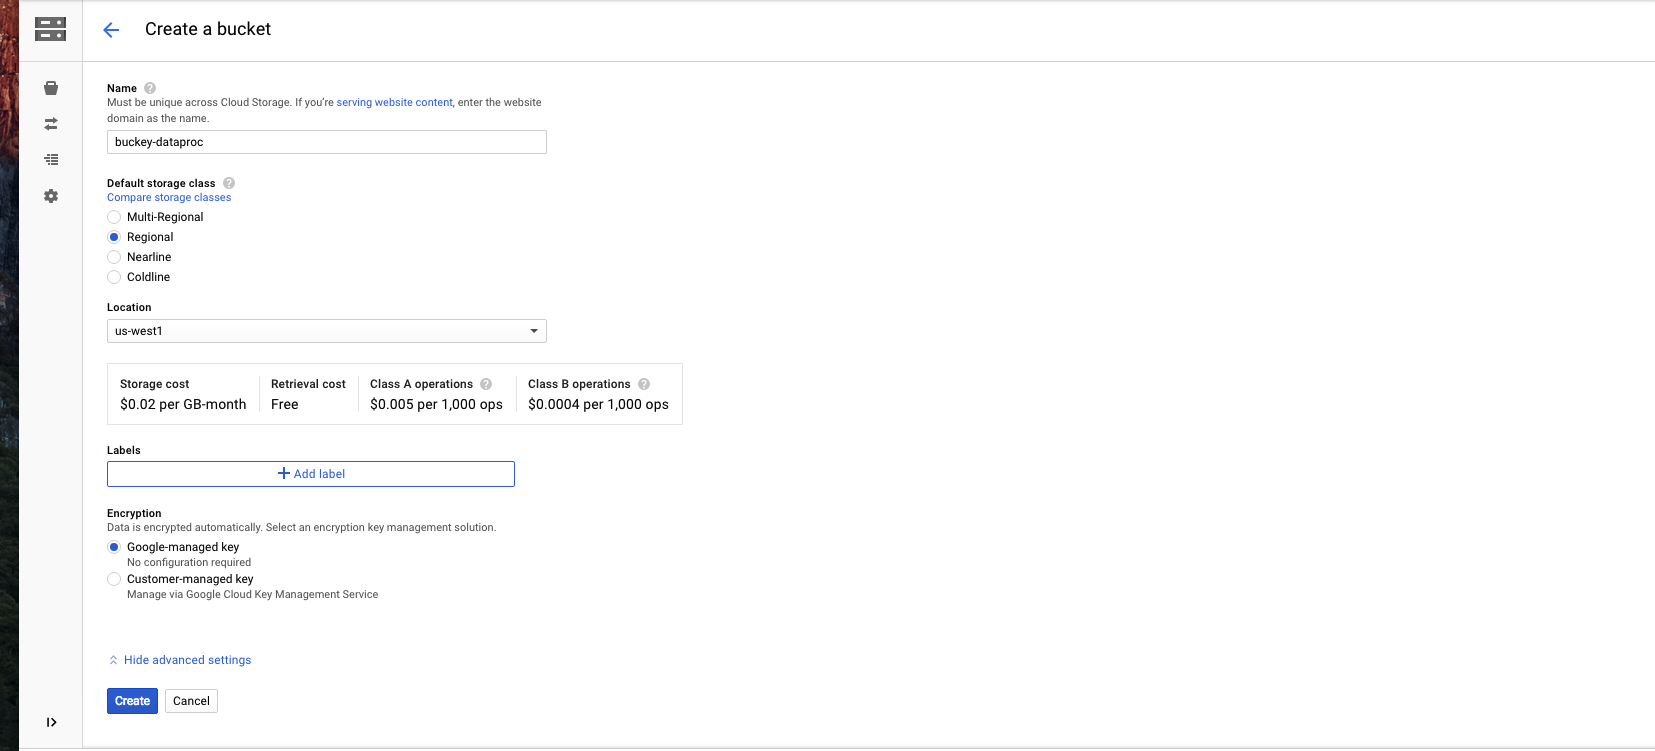 Create a bucket
Name
Must be unique across Cloud Storage. If you're serving website content, enter the website
domain as the name.
buckey-dataproc
Default storage class
Compare storage classes
Multi-Regional
Regional
Nearline
Coldline
Location
us-west1
Storage cost Retrieval cost Class A operations Class B operations
$0.02 per GB-month Free $0.005 per 1,000 ops $0.0004 per 1,000 ops
Labels
Add label
Encryption
Data is encrypted automatically. Select an encryption key management solution.
Google-managed key
No configuration required
Customer-managed key
Manage via Google Cloud Key Management Service
Hide advanced settings
Create Cancel